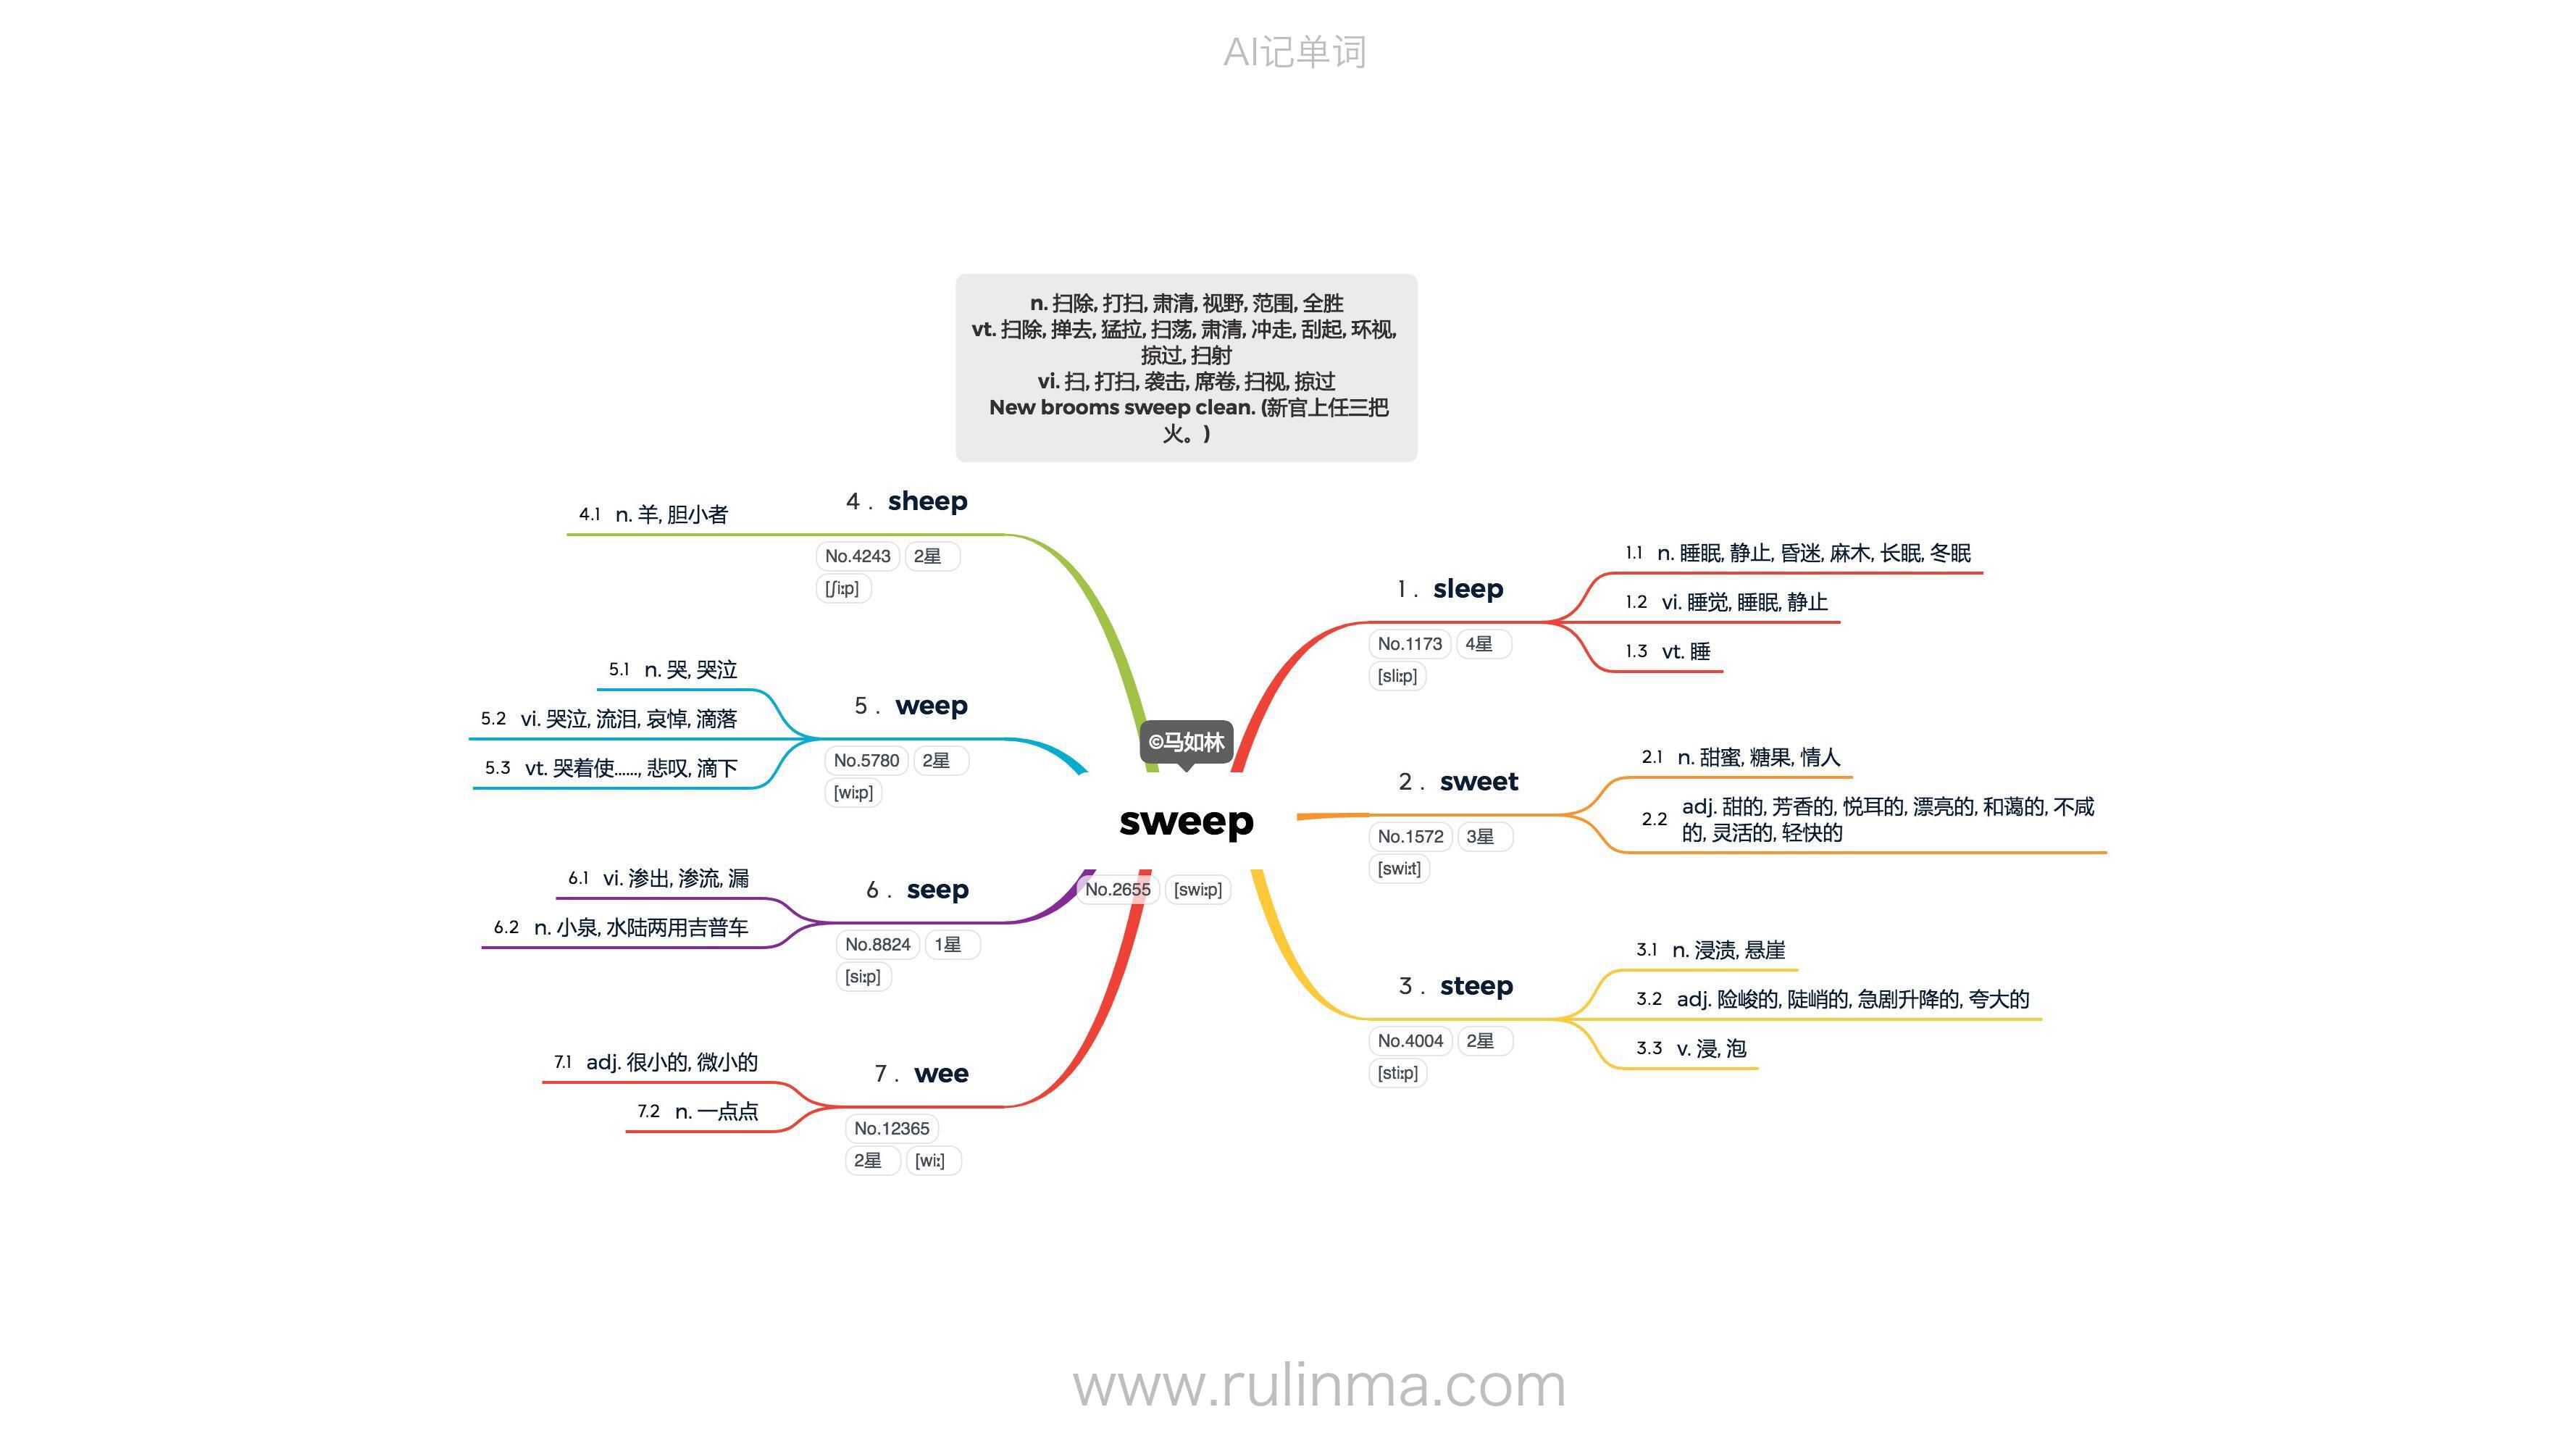 AI记单词
n. 扫除, 打扫, 肃清, 视野, 范围, 全胜
vt. 扫除, 掸去, 猛拉, 扫荡, 肃清, 冲走, 刮起, 环视,
掠过, 扫射
vi. 扫, 打扫, 袭击, 席卷, 扫视, 掠过
New brooms sweep clean. (新官上任三把
火。)
©马如林
sweep
No.2655 [swi:p]
1. sleep
No.1173 4星
[sli:p]
1.1 n. 睡眠, 静止, 昏迷, 麻木, 长眠, 冬眠
1.2 vi. 睡觉, 睡眠, 静止
1.3 vt. 睡
2. sweet
No.1572 3星
[swi:t]
2.1 n. 甜蜜, 糖果, 情人
2.2 adj. 甜的, 芳香的, 悦耳的, 漂亮的, 和蔼的, 不咸
的, 灵活的, 轻快的
3. steep
No.4004 2星
[sti:p]
3.1 n. 浸渍, 悬崖
3.2 adj. 险峻的, 陡峭的, 急剧升降的, 夸大的
3.3 v. 浸, 泡
4. sheep
No.4243 2星
[ʃi:p]
4.1 n. 羊, 胆小者
5. weep
No.5780 2星
[wi:p]
5.1 n. 哭, 哭泣
5.2 vi. 哭泣, 流泪, 哀悼, 滴落
5.3 vt. 哭着使……, 悲叹, 滴下
6. seep
No.8824 1星
[si:p]
6.1 vi. 渗出, 渗流, 漏
6.2 n. 小泉, 水陆两用吉普车
7. wee
No.12365
2星 [wi:]
7.1 adj. 很小的, 微小的
7.2 n. 一点点
www.rulinma.com